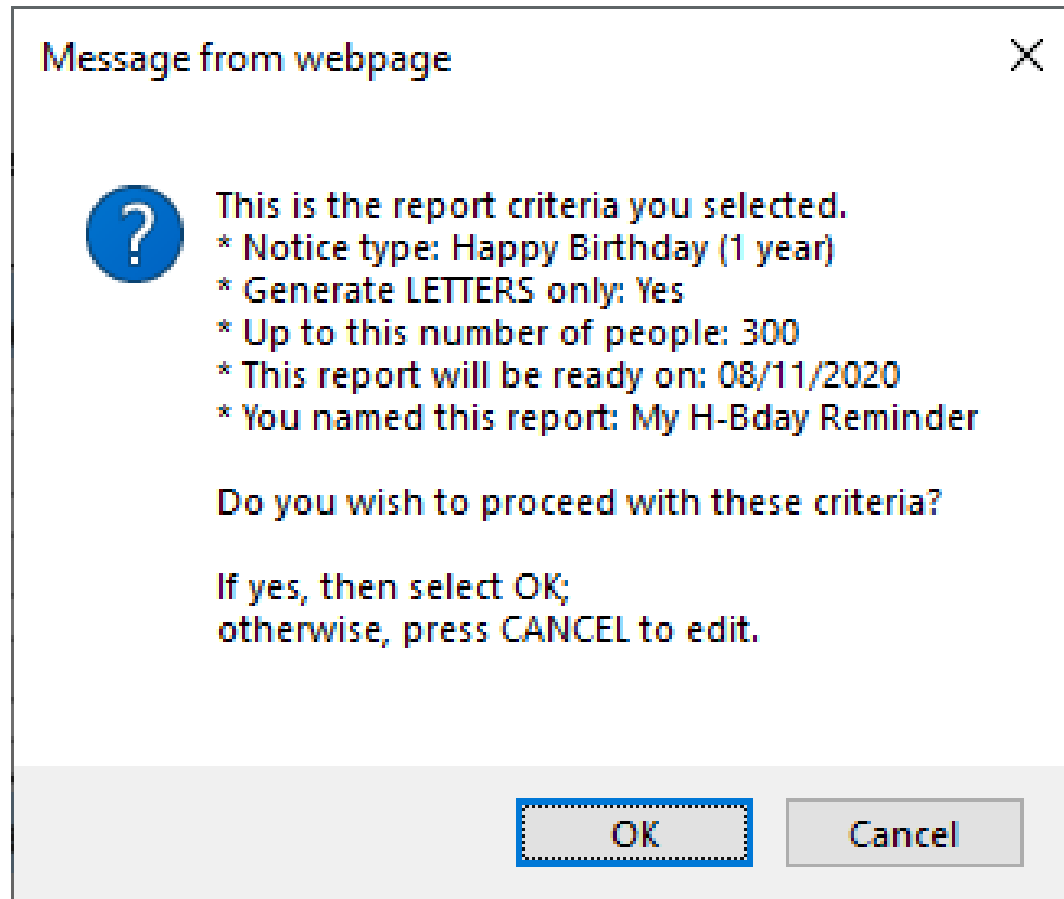 Message from webpage
This is the report criteria you selected.
* Notice type: Happy Birthday (1 year)
* Generate LETTERS only: Yes
* Up to this number of people: 300
* This report will be ready on: 08/11/2020
* You named this report: My H-Bday Reminder
Do you wish to proceed with these criteria?
If yes, then select OK;
otherwise, press CANCEL to edit.
OK Cancel